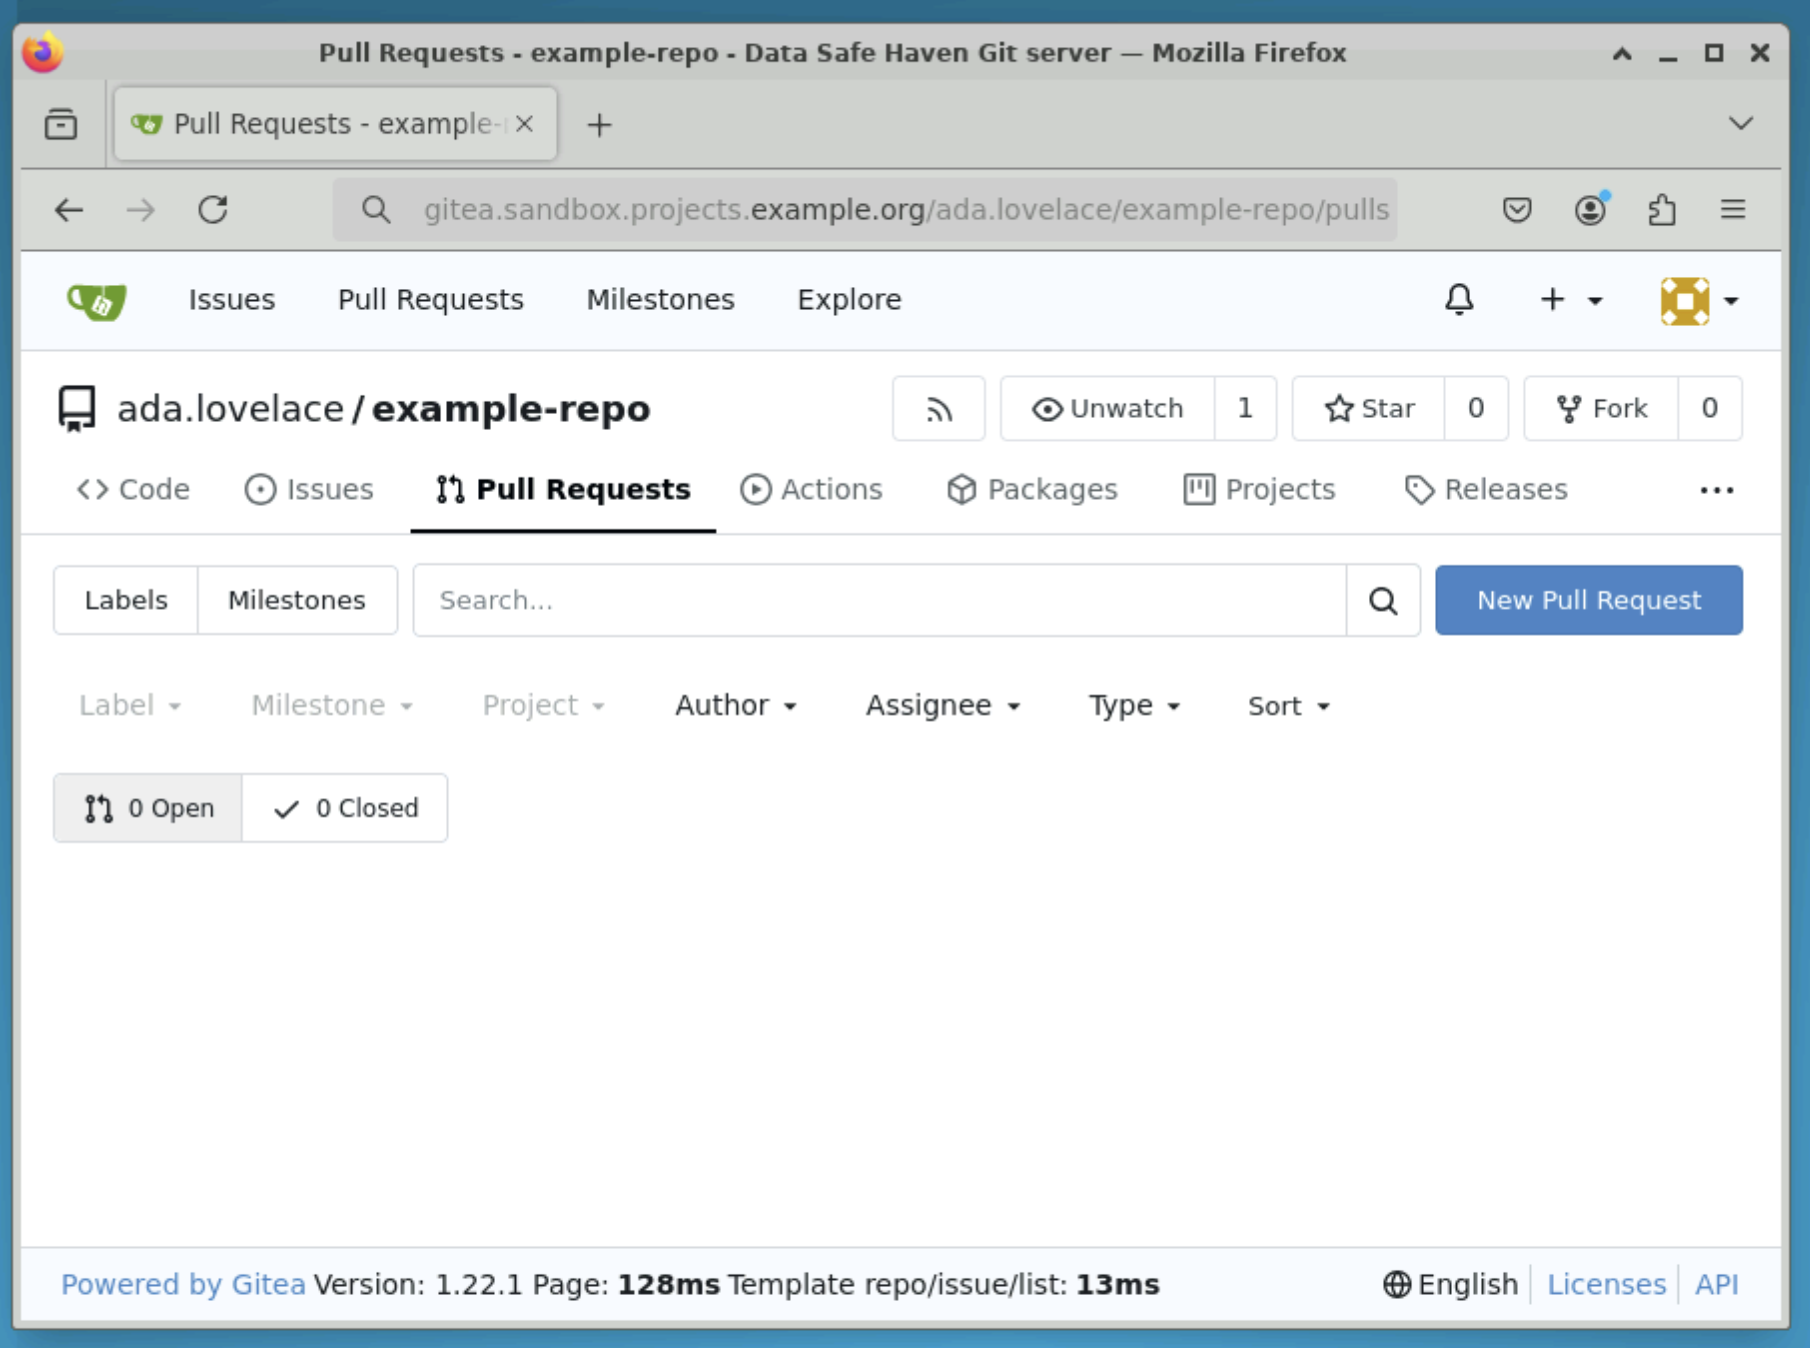 Pull Requests - example-repo - Data Safe Haven Git server — Mozilla Firefox
Pull Requests - example-
gitea.sandbox.projects.example.org/ada.lovelace/example-repo/pulls
Issues Pull Requests Milestones Explore
ada.lovelace / example-repo Unwatch 1 Star 0 Fork 0
Code Issues Pull Requests Actions Packages Projects Releases
Labels Milestones Search... New Pull Request
Label Milestone Project Author Assignee Type Sort
0 Open 0 Closed
Powered by Gitea Version: 1.22.1 Page: 128ms Template repo/issue/list: 13ms English Licenses API